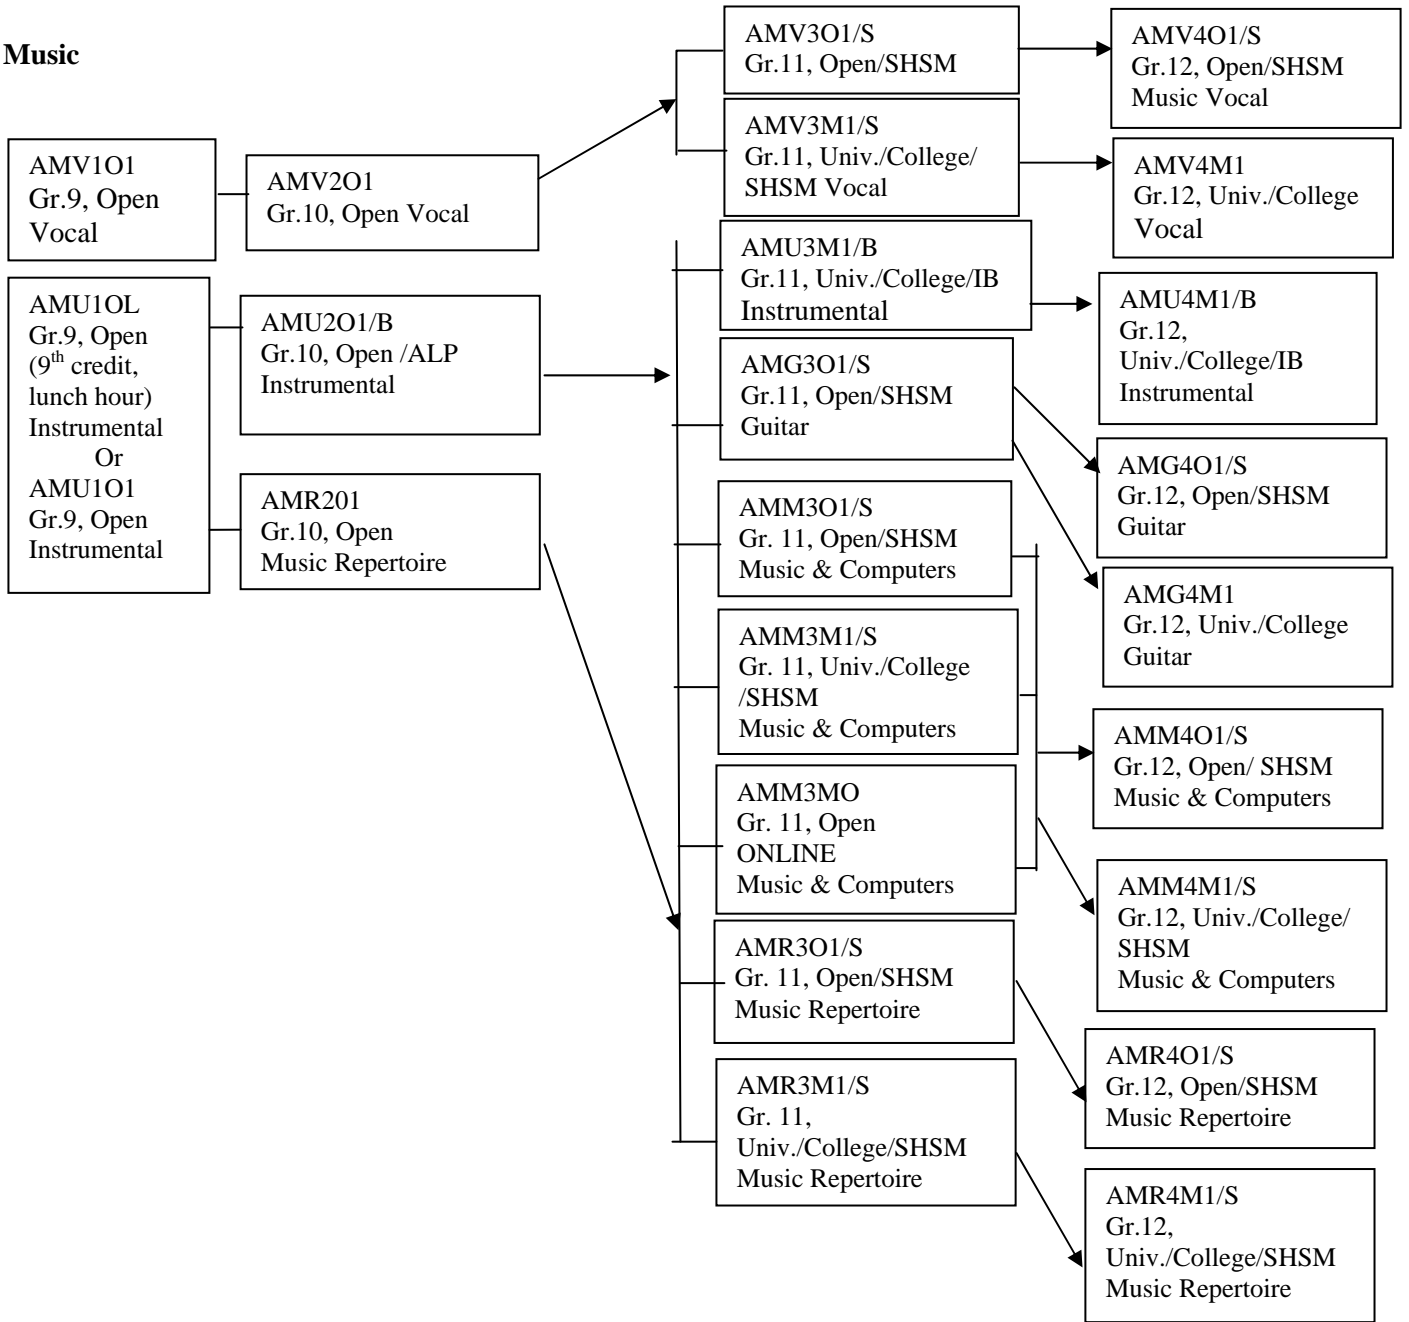 Music
AMV1O1
Gr.9, Open
Vocal
AMU1OL
Gr.9, Open
(9th credit,
lunch hour)
Instrumental
Or
AMU1O1
Gr.9, Open
Instrumental
AMV2O1
Gr.10, Open Vocal
AMU2O1/B
Gr.10, Open /ALP
Instrumental
AMR201
Gr.10, Open
Music Repertoire
AMV3O1/S
Gr.11, Open/SHSM
AMV3M1/S
Gr.11, Univ./College/
SHSM Vocal
AMU3M1/B
Gr.11, Univ./College/IB
Instrumental
AMG3O1/S
Gr.11, Open/SHSM
Guitar
AMM3O1/S
Gr. 11, Open/SHSM
Music & Computers
AMM3M1/S
Gr. 11, Univ./College
/SHSM
Music & Computers
AMM3MO
Gr. 11, Open
ONLINE
Music & Computers
AMR3O1/S
Gr. 11, Open/SHSM
Music Repertoire
AMR3M1/S
Gr. 11,
Univ./College/SHSM
Music Repertoire
AMV4O1/S
Gr.12, Open/SHSM
Music Vocal
AMV4M1
Gr.12, Univ./College
Vocal
AMU4M1/B
Gr.12,
Univ./College/IB
Instrumental
AMG4O1/S
Gr.12, Open/SHSM
Guitar
AMG4M1
Gr.12, Univ./College
Guitar
AMM4O1/S
Gr.12, Open/ SHSM
Music & Computers
AMM4M1/S
Gr.12, Univ./College/
SHSM
Music & Computers
AMR4O1/S
Gr.12, Open/SHSM
Music Repertoire
AMR4M1/S
Gr.12,
Univ./College/SHSM
Music Repertoire